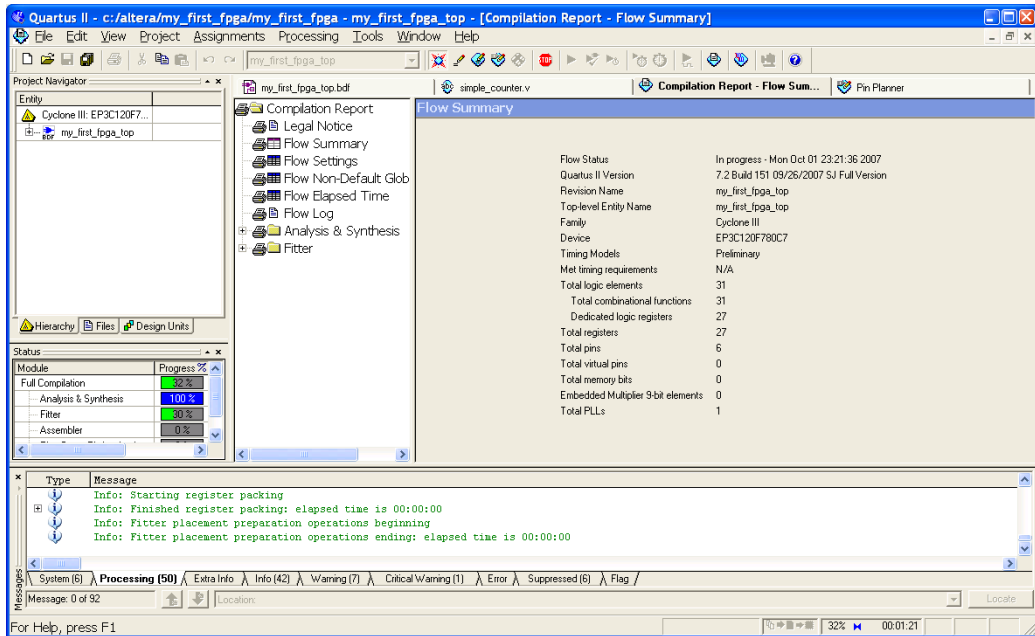 Quartus II - c:/altera/my_first_fpga/my_first_fpga - my_first_fpga_top - [Compilation Report - Flow Summary]
File Edit View Project Assignments Processing Tools Window Help
my_first_fpga_top
Project Navigator
Entity
Cyclone III: EP3C120F7...
my_first_fpga_top
Hierarchy Files Design Units
Status
Module Progress %
Full Compilation 32 %
Analysis & Synthesis 100 %
Fitter 30 %
Assembler 0 %
my_first_fpga_top.bdf simple_counter.v Compilation Report - Flow Sum... Pin Planner
Compilation Report
Legal Notice
Flow Summary
Flow Settings
Flow Non-Default Glob
Flow Elapsed Time
Flow Log
Analysis & Synthesis
Fitter
Flow Summary
Flow Status In progress - Mon Oct 01 23:21:36 2007
Quartus II Version 7.2 Build 151 09/26/2007 SJ Full Version
Revision Name my_first_fpga_top
Top-level Entity Name my_first_fpga_top
Family Cyclone III
Device EP3C120F780C7
Timing Models Preliminary
Met timing requirements N/A
Total logic elements 31
Total combinational functions 31
Dedicated logic registers 27
Total registers 27
Total pins 6
Total virtual pins 0
Total memory bits 0
Embedded Multiplier 9-bit elements 0
Total PLLs 1
Type Message
Info: Starting register packing
Info: Finished register packing: elapsed time is 00:00:00
Info: Fitter placement preparation operations beginning
Info: Fitter placement preparation operations ending: elapsed time is 00:00:00
Messages
System (6) Processing (50) Extra Info Info (42) Warning (7) Critical Warning (1) Error Suppressed (6) Flag
Message: 0 of 92 Location: Locate
For Help, press F1 32% 00:01:21